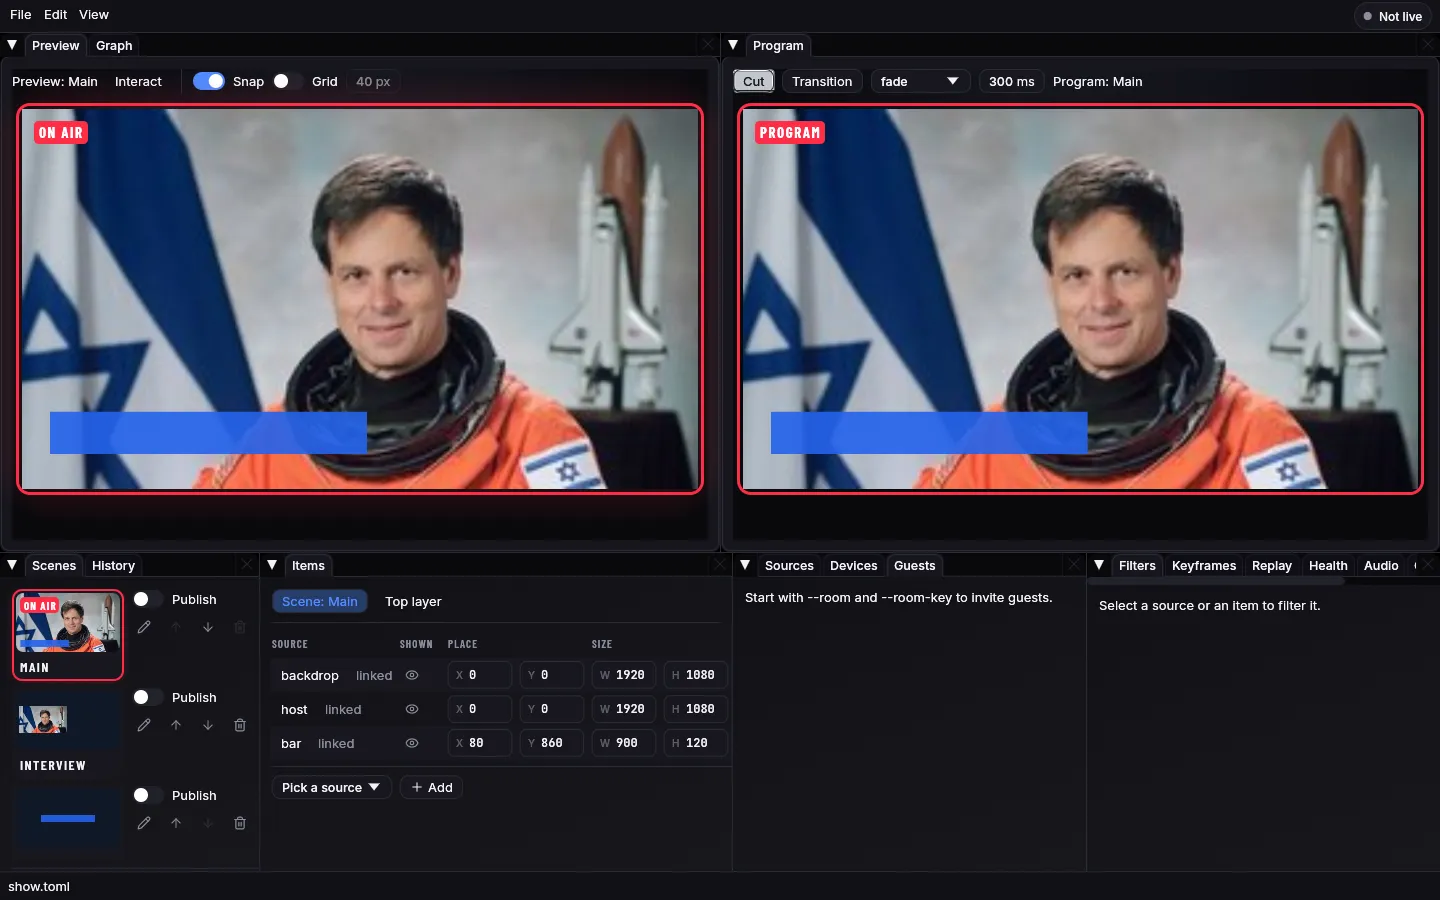 File Edit View
Not live
Preview Graph
Program
Preview: Main Interact Snap Grid 40 px
Cut Transition fade 300 ms Program: Main
ON AIR
PROGRAM
Scenes History
Items
Sources Devices Guests
Filters Keyframes Replay Health Audio
ON AIR
MAIN
Publish
INTERVIEW
Publish
Publish
Scene: Main Top layer
SOURCE SHOWN PLACE SIZE
backdrop linked X 0 Y 0 W 1920 H 1080
host linked X 0 Y 0 W 1920 H 1080
bar linked X 80 Y 860 W 900 H 120
Pick a source + Add
Start with --room and --room-key to invite guests.
Select a source or an item to filter it.
show.toml